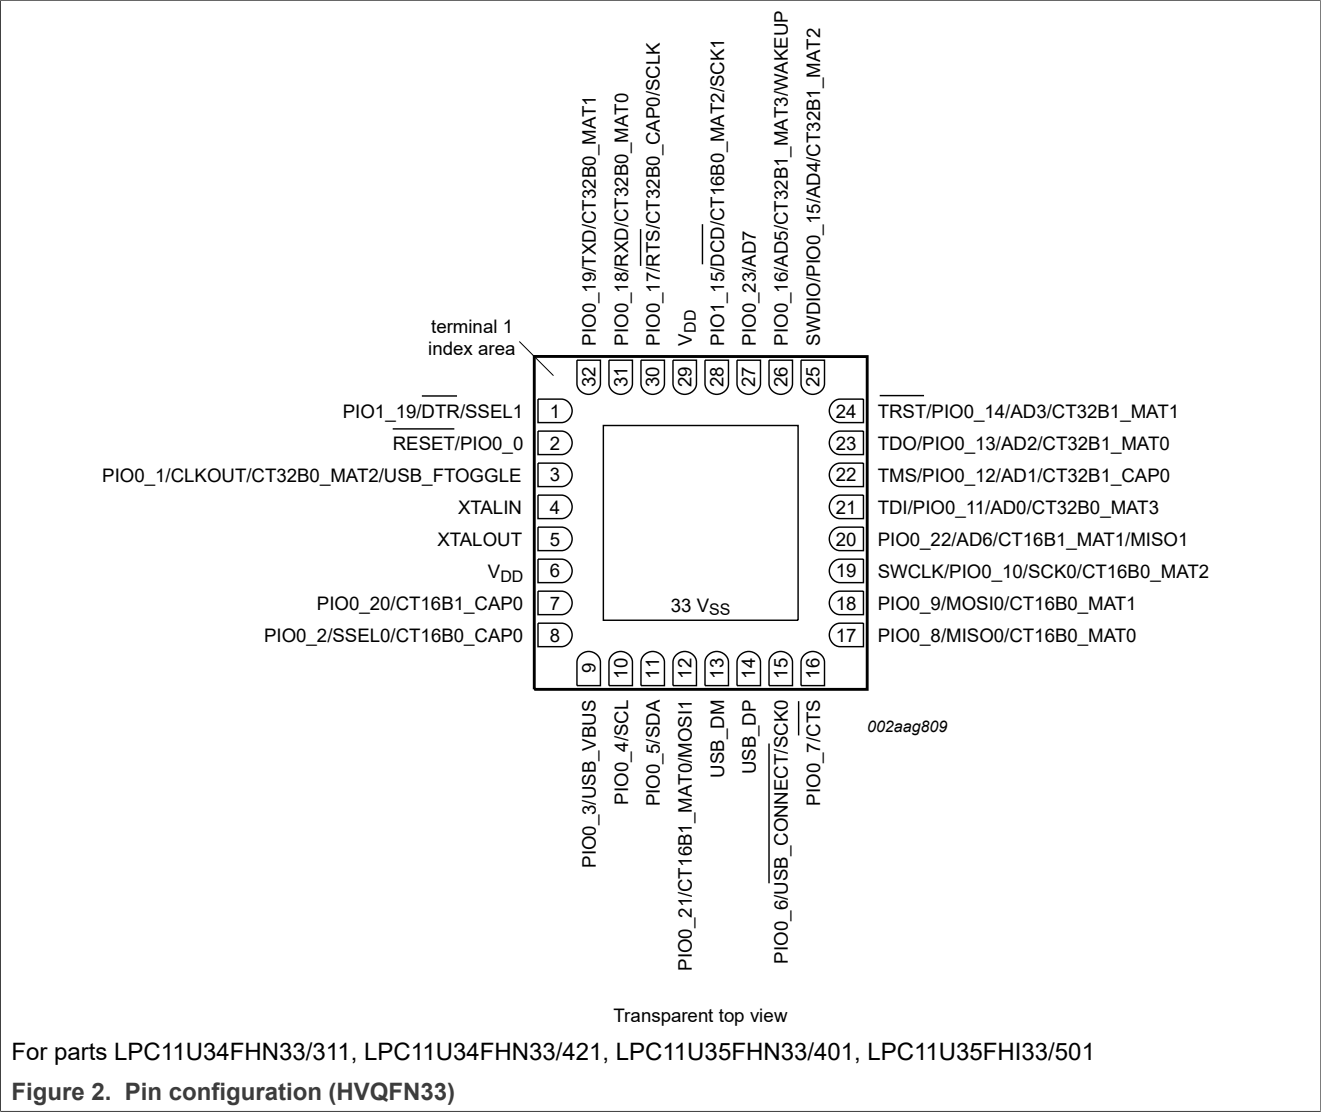 PIO0_19/TXD/CT32B0_MAT1
PIO0_18/RXD/CT32B0_MAT0
PIO0_17/RTS/CT32B0_CAP0/SCLK
VDD
PIO1_15/DCD/CT16B0_MAT2/SCK1
PIO0_23/AD7
PIO0_16/AD5/CT32B1_MAT3/WAKEUP
SWDIO/PIO0_15/AD4/CT32B1_MAT2
terminal 1
index area
32 31 30 29 28 27 26 25
PIO1_19/DTR/SSEL1 1
RESET/PIO0_0 2
PIO0_1/CLKOUT/CT32B0_MAT2/USB_FTOGGLE 3
XTALIN 4
XTALOUT 5
VDD 6
PIO0_20/CT16B1_CAP0 7
PIO0_2/SSEL0/CT16B0_CAP0 8
24 TRST/PIO0_14/AD3/CT32B1_MAT1
23 TDO/PIO0_13/AD2/CT32B1_MAT0
22 TMS/PIO0_12/AD1/CT32B1_CAP0
21 TDI/PIO0_11/AD0/CT32B0_MAT3
20 PIO0_22/AD6/CT16B1_MAT1/MISO1
19 SWCLK/PIO0_10/SCK0/CT16B0_MAT2
18 PIO0_9/MOSI0/CT16B0_MAT1
17 PIO0_8/MISO0/CT16B0_MAT0
33 VSS
9 10 11 12 13 14 15 16
PIO0_3/USB_VBUS
PIO0_4/SCL
PIO0_5/SDA
PIO0_21/CT16B1_MAT0/MOSI1
USB_DM
USB_DP
PIO0_6/USB_CONNECT/SCK0
PIO0_7/CTS
002aag809
Transparent top view
For parts LPC11U34FHN33/311, LPC11U34FHN33/421, LPC11U35FHN33/401, LPC11U35FHI33/501
Figure 2. Pin configuration (HVQFN33)